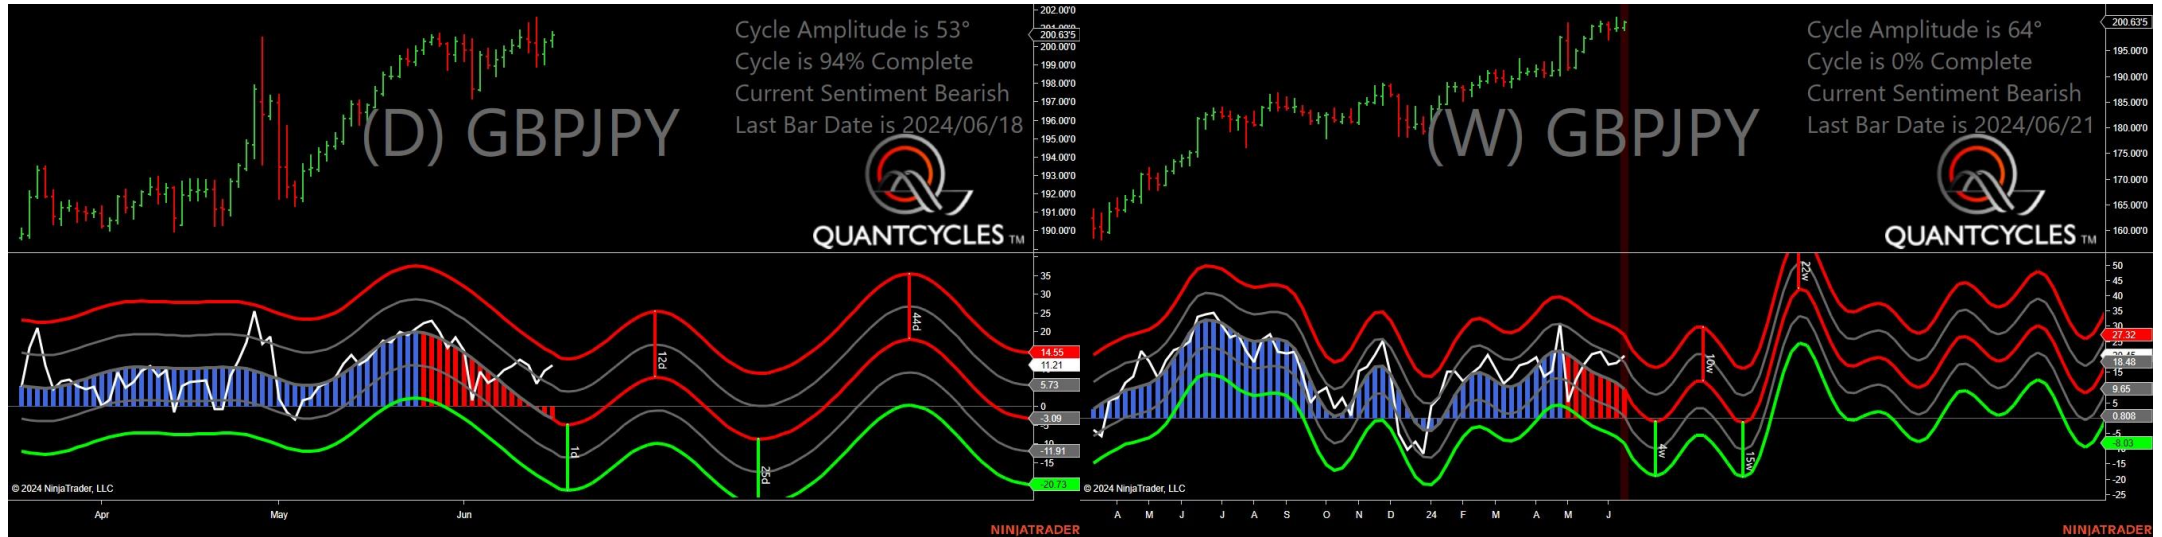 Cycle Amplitude is 53°
Cycle is 94% Complete
Current Sentiment Bearish
Last Bar Date is 2024/06/18
(D) GBPJPY
QUANTCYCLES TM
202.00'0
201.00'0
200.63'5
200.00'0
199.00'0
198.00'0
197.00'0
196.00'0
195.00'0
194.00'0
193.00'0
192.00'0
191.00'0
190.00'0
35
30
25
20
14.55
11.21
5.73
0
-3.09
-5
-10
-11.91
-15
-20.73
12d
44d
1d
25d
© 2024 NinjaTrader, LLC
Apr May Jun
NINJATRADER
Cycle Amplitude is 64°
Cycle is 0% Complete
Current Sentiment Bearish
Last Bar Date is 2024/06/21
(W) GBPJPY
QUANTCYCLES TM
200.63'5
195.00'0
190.00'0
185.00'0
180.00'0
175.00'0
170.00'0
165.00'0
160.00'0
50
45
40
35
30
27.32
25
18.48
15
9.65
5
0.808
-5
-8.03
-10
-15
-20
-25
22w
10w
4w
15w
© 2024 NinjaTrader, LLC
A M J J A S O N D 24 F M A M J
NINJATRADER